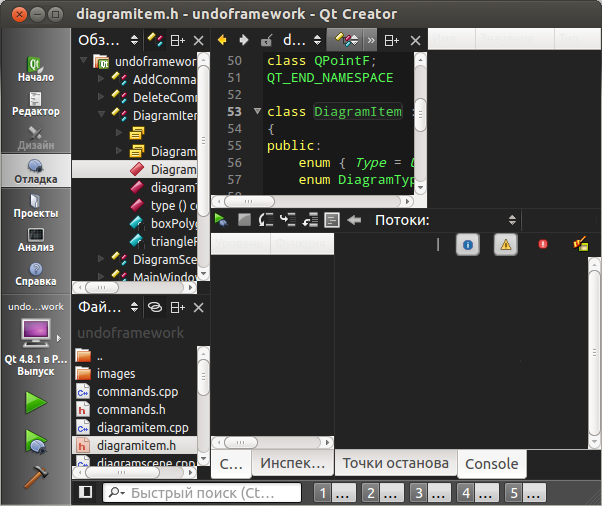 diagramitem.h - undoframework - Qt Creator
Начало
Редактор
Дизайн
Отладка
Проекты
Анализ
Справка
undo...work
Qt 4.8.1 в Р...
Выпуск
Обз...
undoframework
AddComma
DeleteComm
DiagramItem
Diagram
Diagram
diagramT
type () co
boxPolyg
triangleP
DiagramSce
MainWindow
Фай...
undoframework
..
images
commands.cpp
commands.h
diagramitem.cpp
diagramitem.h
diagramscene.cpp
d...
»
50 class QPointF;
51 QT_END_NAMESPACE
52
53 class DiagramItem :
54 {
55 public:
56 enum { Type =
57 enum DiagramTyp
Потоки:
С...
Инспек...
Точки останова
Console
Быстрый поиск (Ct...
1 ...
2 ...
3 ...
4 ...
5 ...